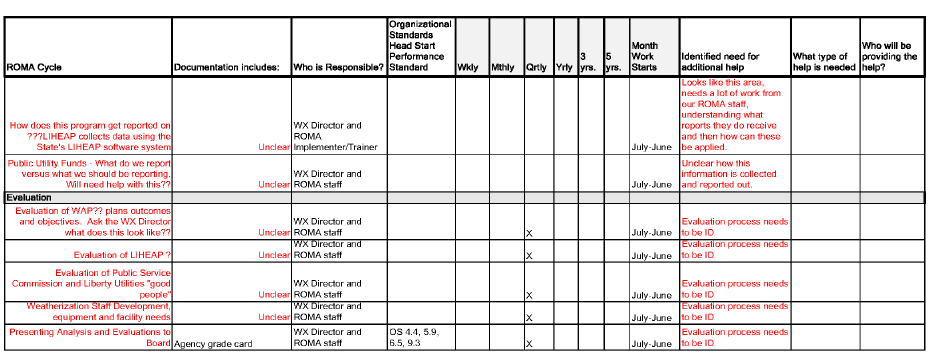 ROMA Cycle
Documentation includes:
Who is Responsible?
Organizational
Standards
Head Start
Performance
Standard
Wkly
Mthly
Qrtly
Yrly
3
yrs.
5
yrs.
Month
Work
Starts
Identified need for
additional help
What type of
help is needed
Who will be
providing the
help?
How does this program get reported on
???LIHEAP collects data using the
State's LIHEAP software system
Unclear
WX Director and
ROMA
Implementer/Trainer
July-June
Looks like this area,
needs a lot of work from
our ROMA staff,
understanding what
reports they do receive
and then how can these
be applied.
Public Utility Funds - What do we report
versus what we should be reporting.
Will need help with this??
Unclear
WX Director and
ROMA staff
July-June
Unclear how this
information is collected
and reported out.
Evaluation
Evaluation of WAP?? plans outcomes
and objectives. Ask the WX Director
what does this look like??
Unclear
WX Director and
ROMA staff
X
July-June
Evaluation process needs
to be ID
Evaluation of LIHEAP ?
Unclear
WX Director and
ROMA staff
X
July-June
Evaluation process needs
to be ID
Evaluation of Public Service
Commission and Liberty Utilities "good
people"
Unclear
WX Director and
ROMA staff
X
July-June
Evaluation process needs
to be ID
Weatherization Staff Development,
equipment and facility needs
Unclear
WX Director and
ROMA staff
X
July-June
Evaluation process needs
to be ID
Presenting Analysis and Evaluations to
Board
Agency grade card
WX Director and
ROMA staff
OS 4.4, 5.9,
6.5, 9.3
X
July-June
Evaluation process needs
to be ID